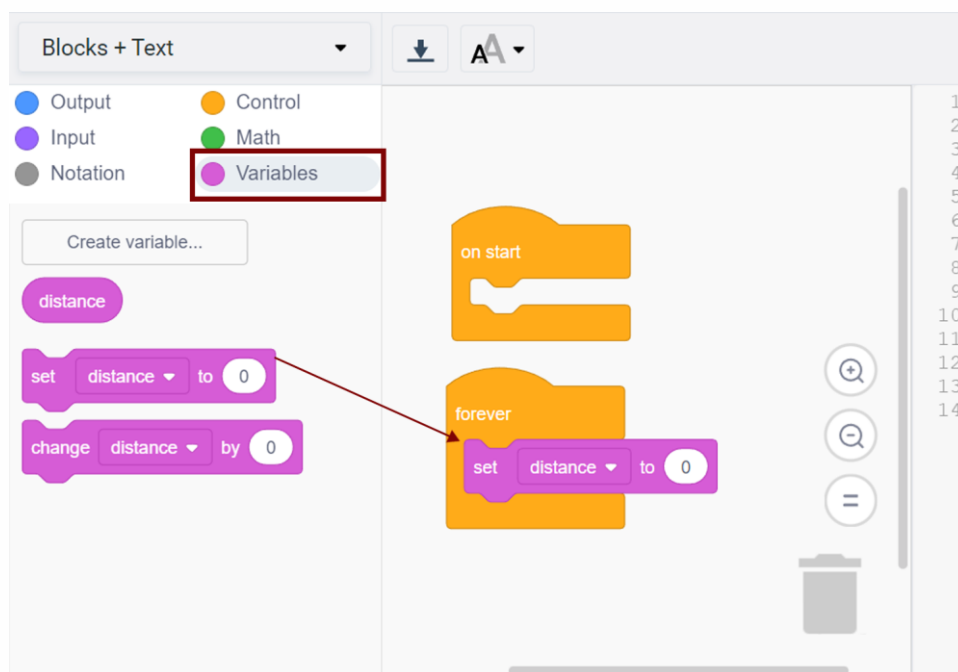 Blocks + Text
AA
Output
Control
Input
Math
Notation
Variables
Create variable...
distance
set distance to 0
change distance by 0
on start
forever
set distance to 0
1
2
3
4
5
6
7
8
9
10
11
12
13
14